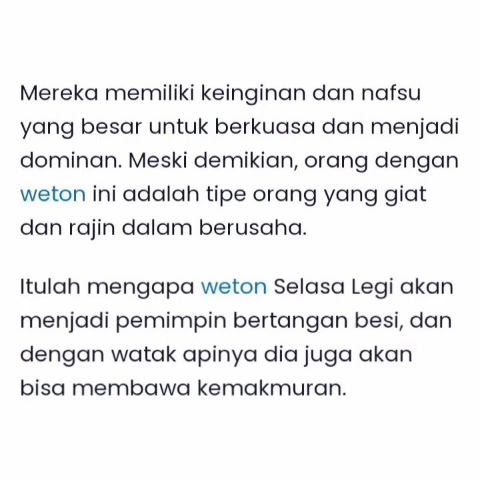 Mereka memiliki keinginan dan nafsu
yang besar untuk berkuasa dan menjadi
dominan. Meski demikian, orang dengan
weton ini adalah tipe orang yang giat
dan rajin dalam berusaha.
Itulah mengapa weton Selasa Legi akan
menjadi pemimpin bertangan besi, dan
dengan watak apinya dia juga akan
bisa membawa kemakmuran.